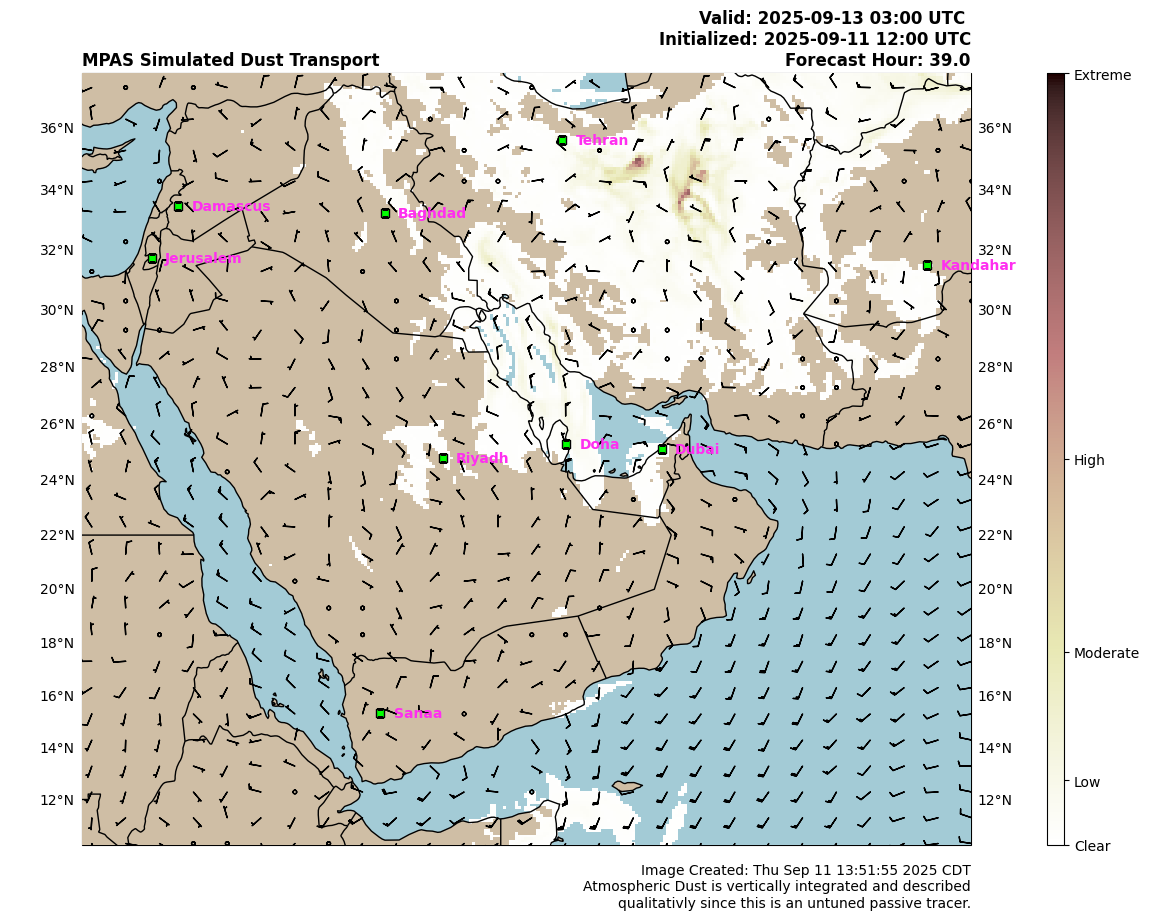 Valid: 2025-09-13 03:00 UTC
Initialized: 2025-09-11 12:00 UTC
MPAS Simulated Dust Transport
Forecast Hour: 39.0
Extreme
36°N
36°N
Tehran
34°N
34°N
Damascus
Baghdad
32°N
32°N
Jerusalem
Kandahar
30°N
30°N
28°N
28°N
26°N
26°N
Doha
Dubai
Riyadh
High
24°N
24°N
22°N
22°N
20°N
20°N
18°N
18°N
Moderate
16°N
16°N
Sanaa
14°N
14°N
Low
12°N
12°N
Clear
Image Created: Thu Sep 11 13:51:55 2025 CDT
Atmospheric Dust is vertically integrated and described
qualitativly since this is an untuned passive tracer.